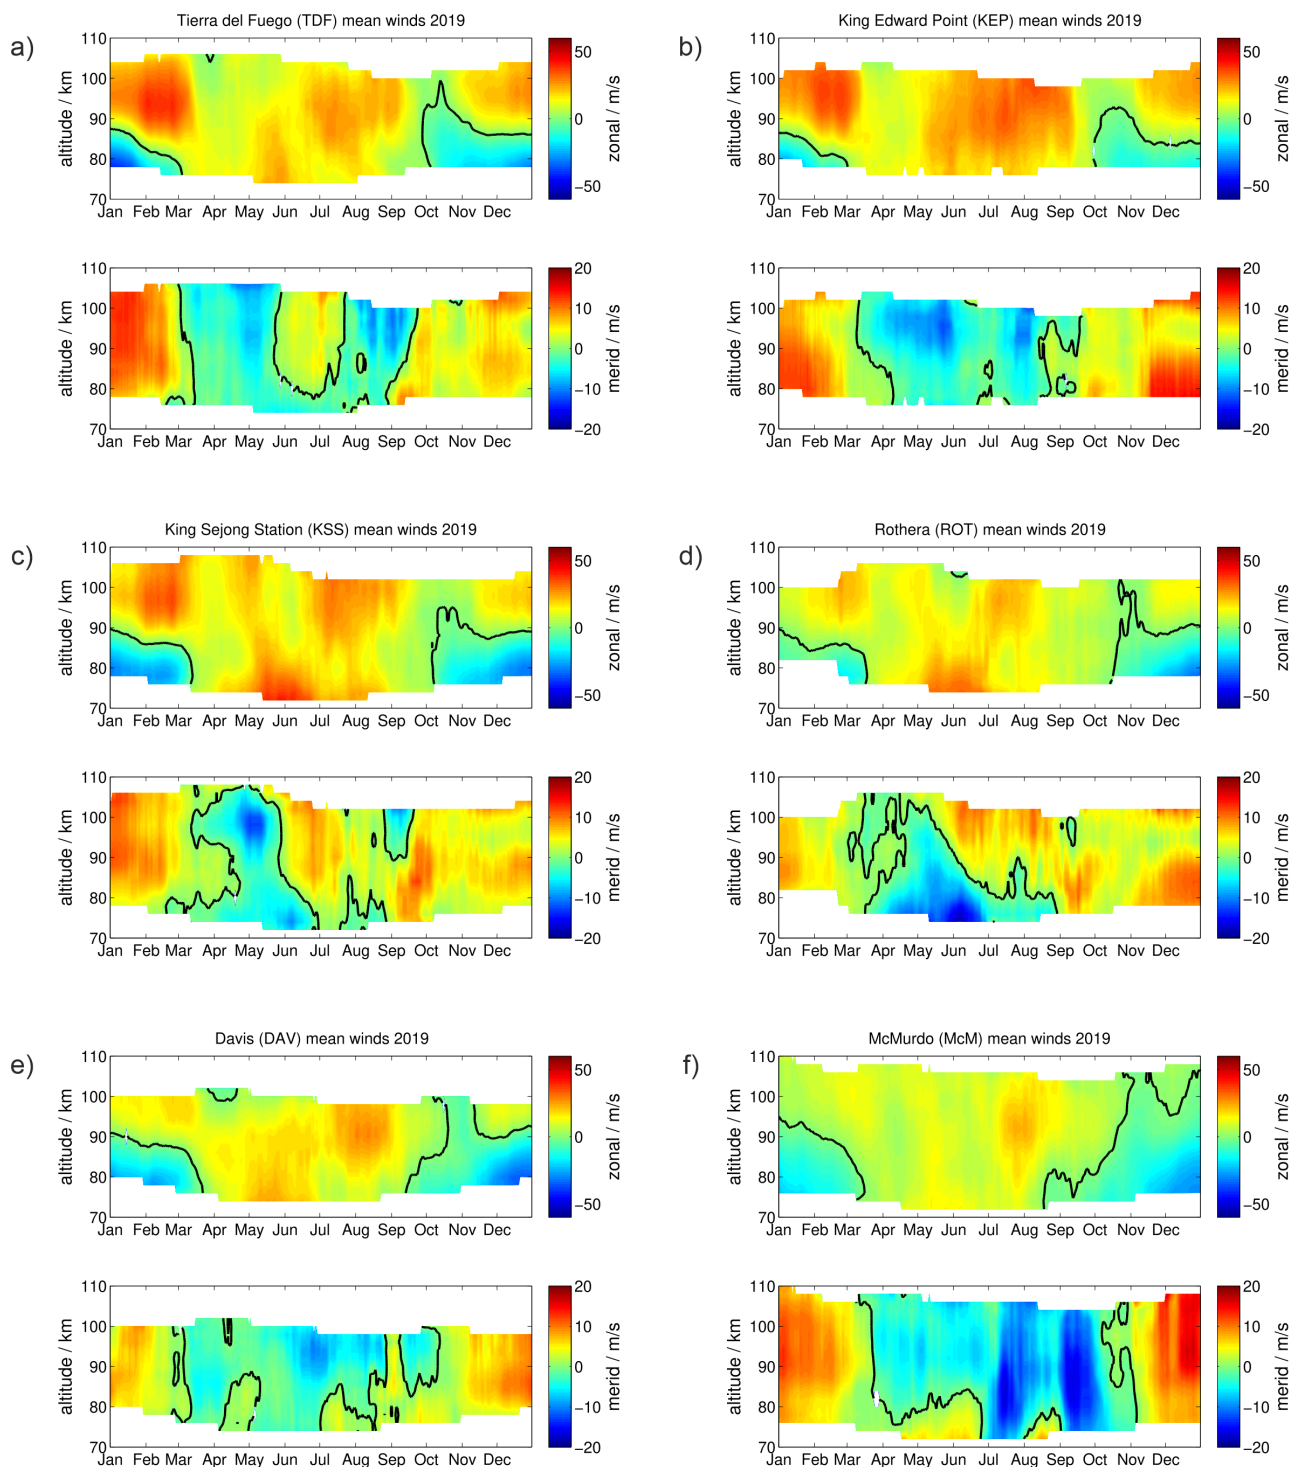 a)
Tierra del Fuego (TDF) mean winds 2019
110
100
90
80
70
altitude / km
Jan Feb Mar Apr May Jun Jul Aug Sep Oct Nov Dec
50
0
−50
zonal / m/s
110
100
90
80
70
altitude / km
Jan Feb Mar Apr May Jun Jul Aug Sep Oct Nov Dec
20
10
0
−10
−20
merid / m/s
b)
King Edward Point (KEP) mean winds 2019
110
100
90
80
70
altitude / km
Jan Feb Mar Apr May Jun Jul Aug Sep Oct Nov Dec
50
0
−50
zonal / m/s
110
100
90
80
70
altitude / km
Jan Feb Mar Apr May Jun Jul Aug Sep Oct Nov Dec
20
10
0
−10
−20
merid / m/s
c)
King Sejong Station (KSS) mean winds 2019
110
100
90
80
70
altitude / km
Jan Feb Mar Apr May Jun Jul Aug Sep Oct Nov Dec
50
0
−50
zonal / m/s
110
100
90
80
70
altitude / km
Jan Feb Mar Apr May Jun Jul Aug Sep Oct Nov Dec
20
10
0
−10
−20
merid / m/s
d)
Rothera (ROT) mean winds 2019
110
100
90
80
70
altitude / km
Jan Feb Mar Apr May Jun Jul Aug Sep Oct Nov Dec
50
0
−50
zonal / m/s
110
100
90
80
70
altitude / km
Jan Feb Mar Apr May Jun Jul Aug Sep Oct Nov Dec
20
10
0
−10
−20
merid / m/s
e)
Davis (DAV) mean winds 2019
110
100
90
80
70
altitude / km
Jan Feb Mar Apr May Jun Jul Aug Sep Oct Nov Dec
50
0
−50
zonal / m/s
110
100
90
80
70
altitude / km
Jan Feb Mar Apr May Jun Jul Aug Sep Oct Nov Dec
20
10
0
−10
−20
merid / m/s
f)
McMurdo (McM) mean winds 2019
110
100
90
80
70
altitude / km
Jan Feb Mar Apr May Jun Jul Aug Sep Oct Nov Dec
50
0
−50
zonal / m/s
110
100
90
80
70
altitude / km
Jan Feb Mar Apr May Jun Jul Aug Sep Oct Nov Dec
20
10
0
−10
−20
merid / m/s